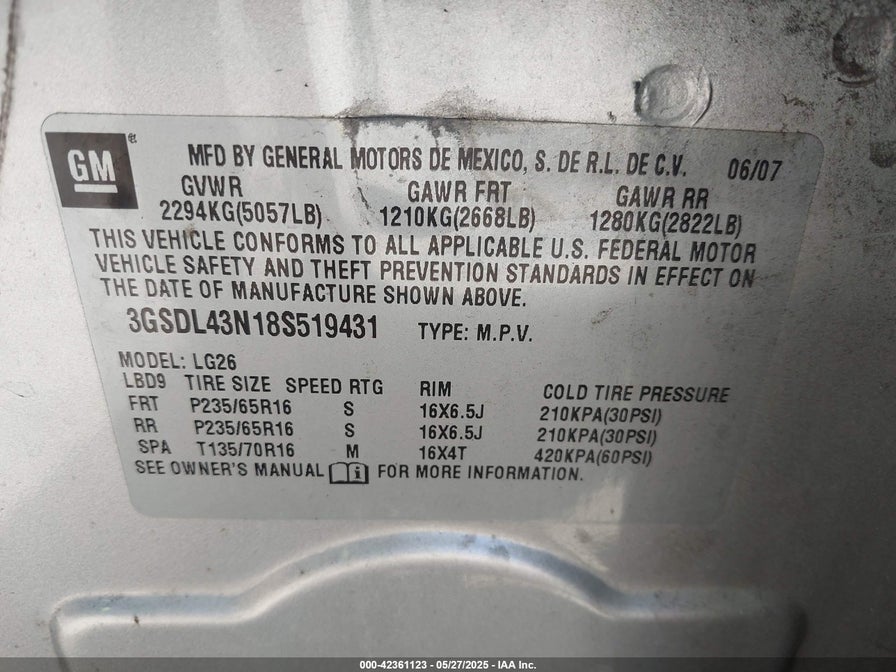 GM ® MFD BY GENERAL MOTORS DE MEXICO, S. DE R.L. DE C.V. 06/07
GVWR GAWR FRT GAWR RR
2294KG(5057LB) 1210KG(2668LB) 1280KG(2822LB)
THIS VEHICLE CONFORMS TO ALL APPLICABLE U.S. FEDERAL MOTOR
VEHICLE SAFETY AND THEFT PREVENTION STANDARDS IN EFFECT ON
THE DATE OF MANUFACTURE SHOWN ABOVE.
3GSDL43N18S519431 TYPE: M.P.V.
MODEL: LG26
LBD9 TIRE SIZE SPEED RTG RIM COLD TIRE PRESSURE
FRT P235/65R16 S 16X6.5J 210KPA(30PSI)
RR P235/65R16 S 16X6.5J 210KPA(30PSI)
SPA T135/70R16 M 16X4T 420KPA(60PSI)
SEE OWNER'S MANUAL i FOR MORE INFORMATION.
000-42361123 — 05/27/2025 — IAA Inc.